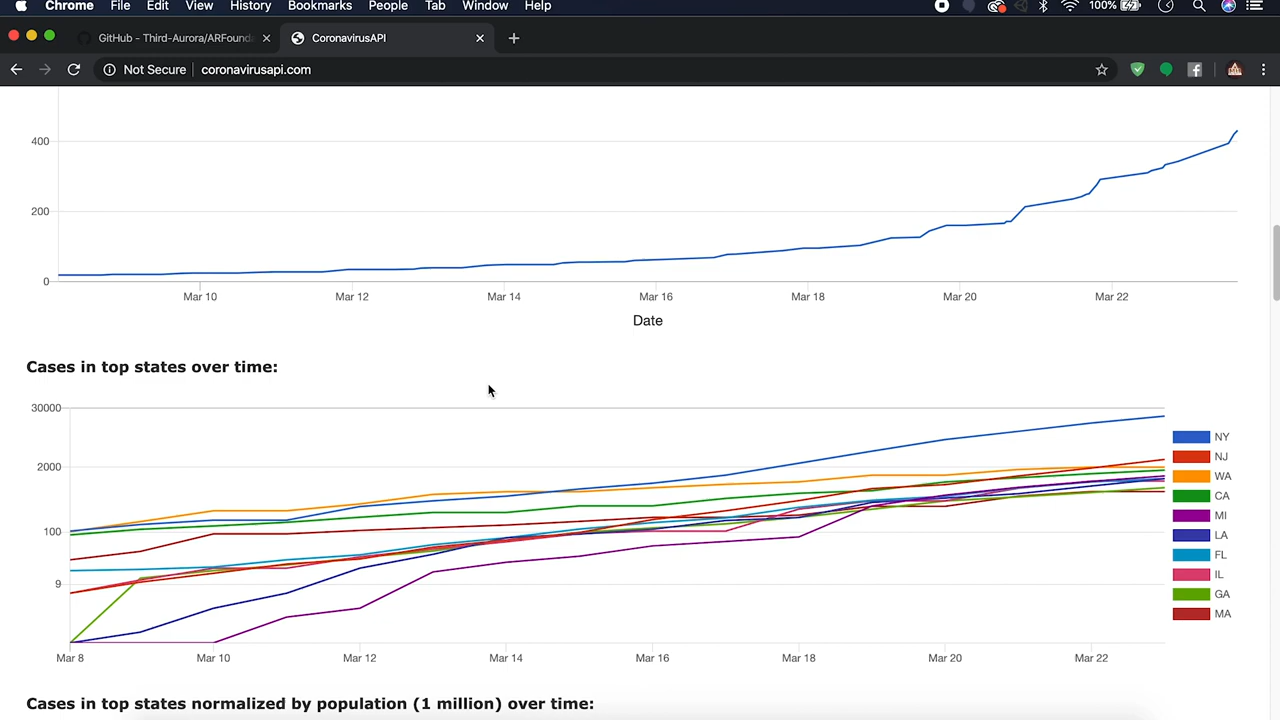 Chrome File Edit View History Bookmarks People Tab Window Help 100%
GitHub - Third-Aurora/ARFound CoronavirusAPI
Not Secure coronavirusapi.com
400
200
0
Mar 10 Mar 12 Mar 14 Mar 16 Mar 18 Mar 20 Mar 22
Date
Cases in top states over time:
30000
2000
100
9
NY
NJ
WA
CA
MI
LA
FL
IL
GA
MA
Mar 8 Mar 10 Mar 12 Mar 14 Mar 16 Mar 18 Mar 20 Mar 22
Cases in top states normalized by population (1 million) over time: